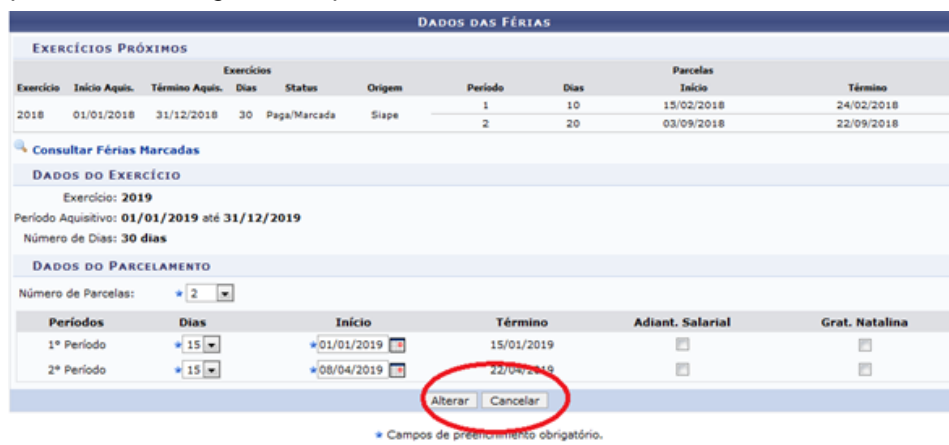 DADOS DAS FÉRIAS
EXERCÍCIOS PRÓXIMOS
Exercícios Parcelas
Exercício Início Aquis. Término Aquis. Dias Status Origem Período Dias Início Término
2018 01/01/2018 31/12/2018 30 Paga/Marcada Siape 1 10 15/02/2018 24/02/2018
2 20 03/09/2018 22/09/2018
Consultar Férias Marcadas
DADOS DO EXERCÍCIO
Exercício: 2019
Período Aquisitivo: 01/01/2019 até 31/12/2019
Número de Dias: 30 dias
DADOS DO PARCELAMENTO
Número de Parcelas: 2
Períodos Dias Início Término Adiant. Salarial Grat. Natalina
1º Período 15 01/01/2019 15/01/2019
2º Período 15 08/04/2019 22/04/2019
Alterar Cancelar
Campos de preenchimento obrigatório.